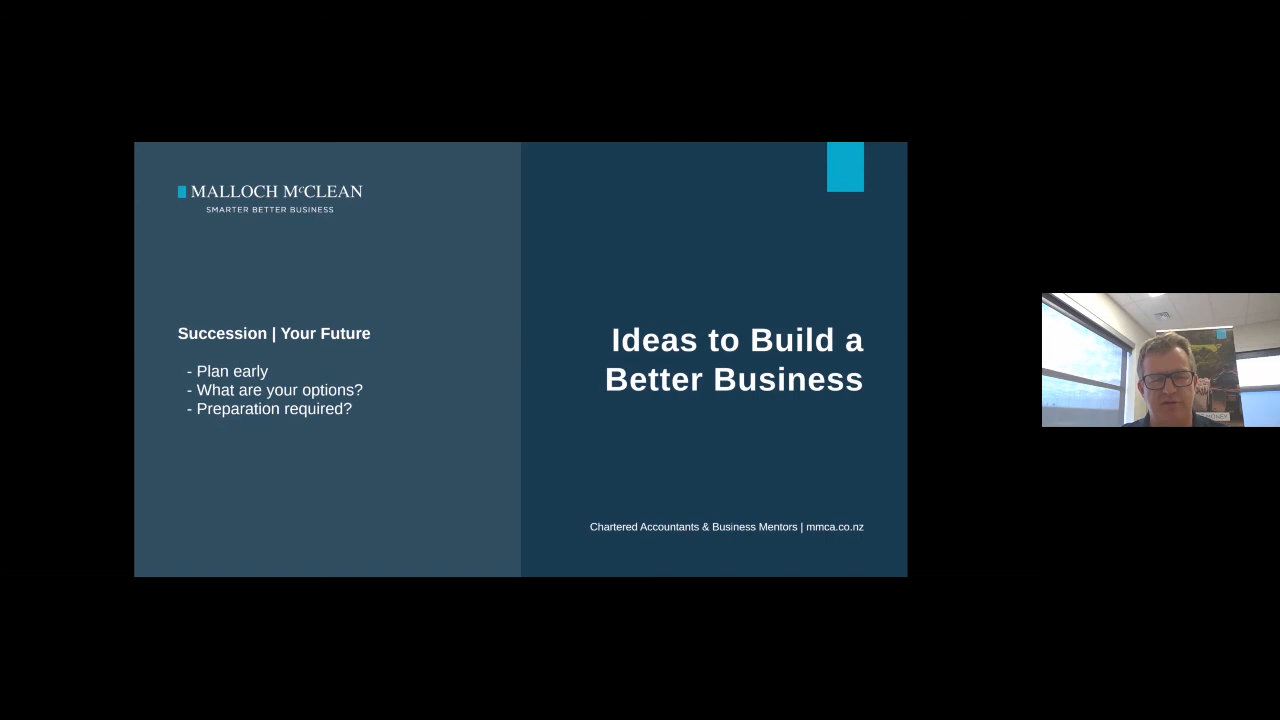 MALLOCH McCLEAN
SMARTER BETTER BUSINESS
Succession | Your Future
- Plan early
- What are your options?
- Preparation required?
Ideas to Build a
Better Business
Chartered Accountants & Business Mentors | mmca.co.nz